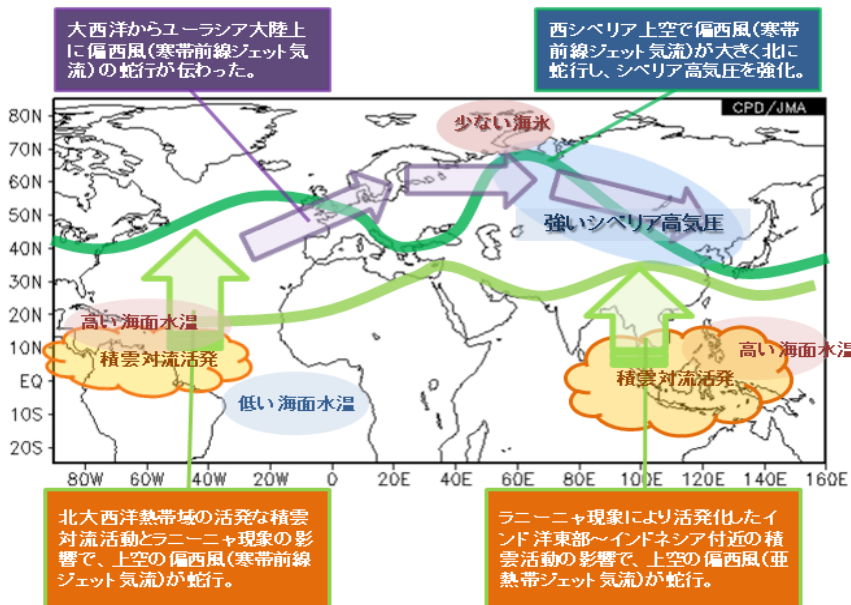 大西洋からユーラシア大陸上
に偏西風(寒帯前線ジェット気
流)の蛇行が伝わった。
西シベリア上空で偏西風(寒帯
前線ジェット気流)が大きく北に
蛇行し、シベリア高気圧を強化。
CPD/JMA
80N
70N
60N
50N
40N
30N
20N
10N
EQ
10S
20S
少ない海氷
強いシベリア高気圧
高い海面水温
積雲対流活発
低い海面水温
高い海面水温
積雲対流活発
80W
60W
40W
20W
0
20E
40E
60E
80E
100E
120E
140E
160E
北大西洋熱帯域の活発な積雲
対流活動とラニーニャ現象の影
響で、上空の偏西風(寒帯前線
ジェット気流)が蛇行。
ラニーニャ現象により活発化したイン
ド洋東部～インドネシア付近の積
雲活動の影響で、上空の偏西風(亜
熱帯ジェット気流)が蛇行。